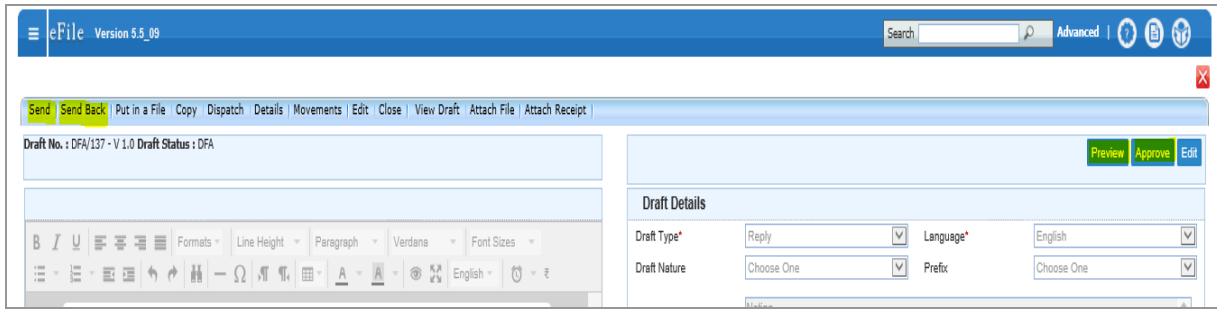 ≡ eFile Version 5.5_09 Search Advanced |
Send | Send Back | Put in a File | Copy | Dispatch | Details | Movements | Edit | Close | View Draft | Attach File | Attach Receipt |
Draft No. : DFA/137 - V 1.0 Draft Status : DFA
Preview Approve Edit
B I U Formats Line Height Paragraph Verdana Font Sizes
Ω ¶ A A English ₹
Draft Details
Draft Type* Reply Language* English
Draft Nature Choose One Prefix Choose One